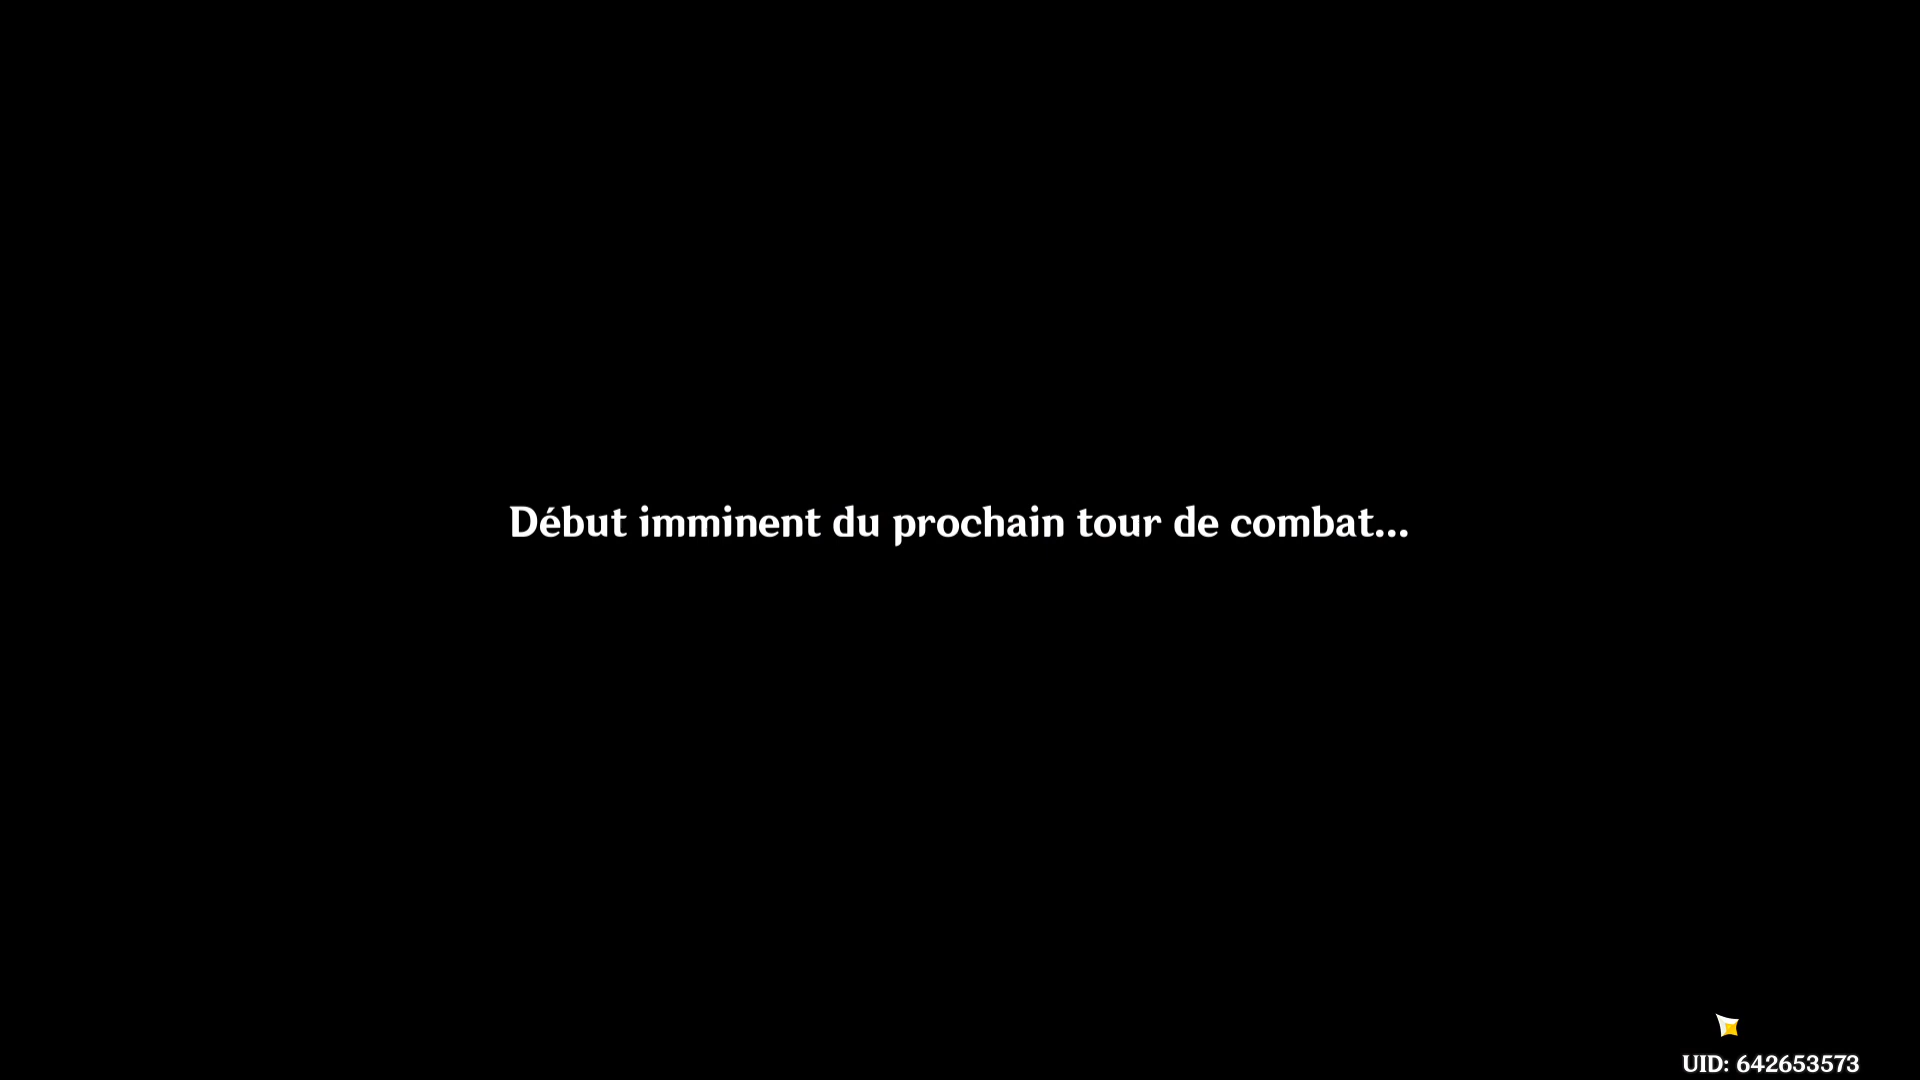 Début imminent du prochain tour de combat...
UID: 642653573